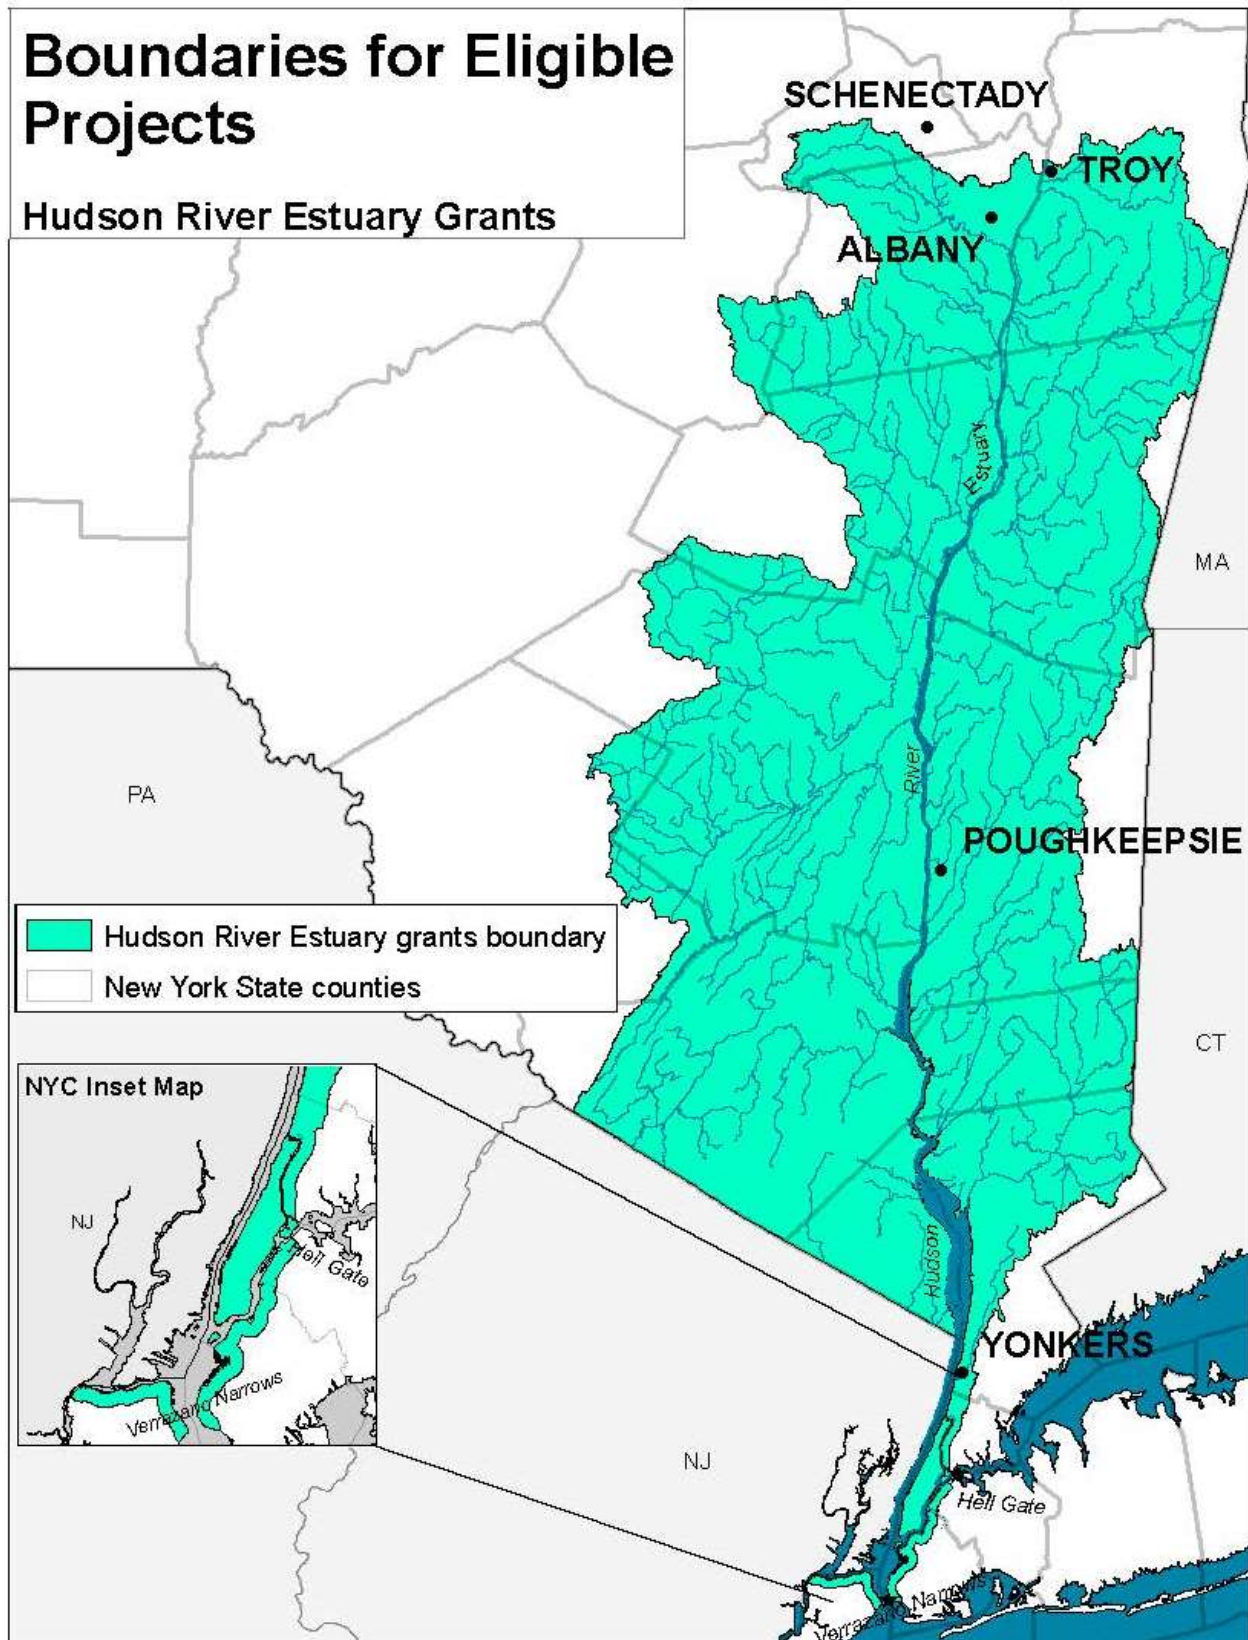 Boundaries for Eligible
Projects
Hudson River Estuary Grants
SCHENECTADY
TROY
ALBANY
Estuary
MA
River
PA
POUGHKEEPSIE
Hudson River Estuary grants boundary
New York State counties
CT
NYC Inset Map
NJ
Hell Gate
Verrazano Narrows
Hudson
YONKERS
NJ
Hell Gate
Verrazano Narrows